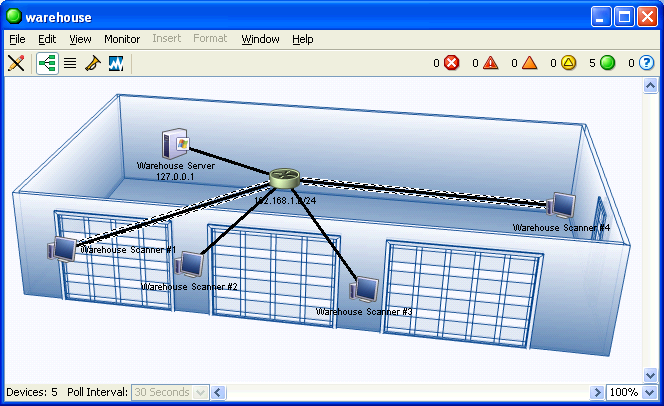 warehouse
File Edit View Monitor Insert Format Window Help
0 0 0 0 5 0
Warehouse Server
127.0.0.1
192.168.1.0/24
Warehouse Scanner #4
Warehouse Scanner #1
Warehouse Scanner #2
Warehouse Scanner #3
Devices: 5 Poll Interval: 30 Seconds 100%